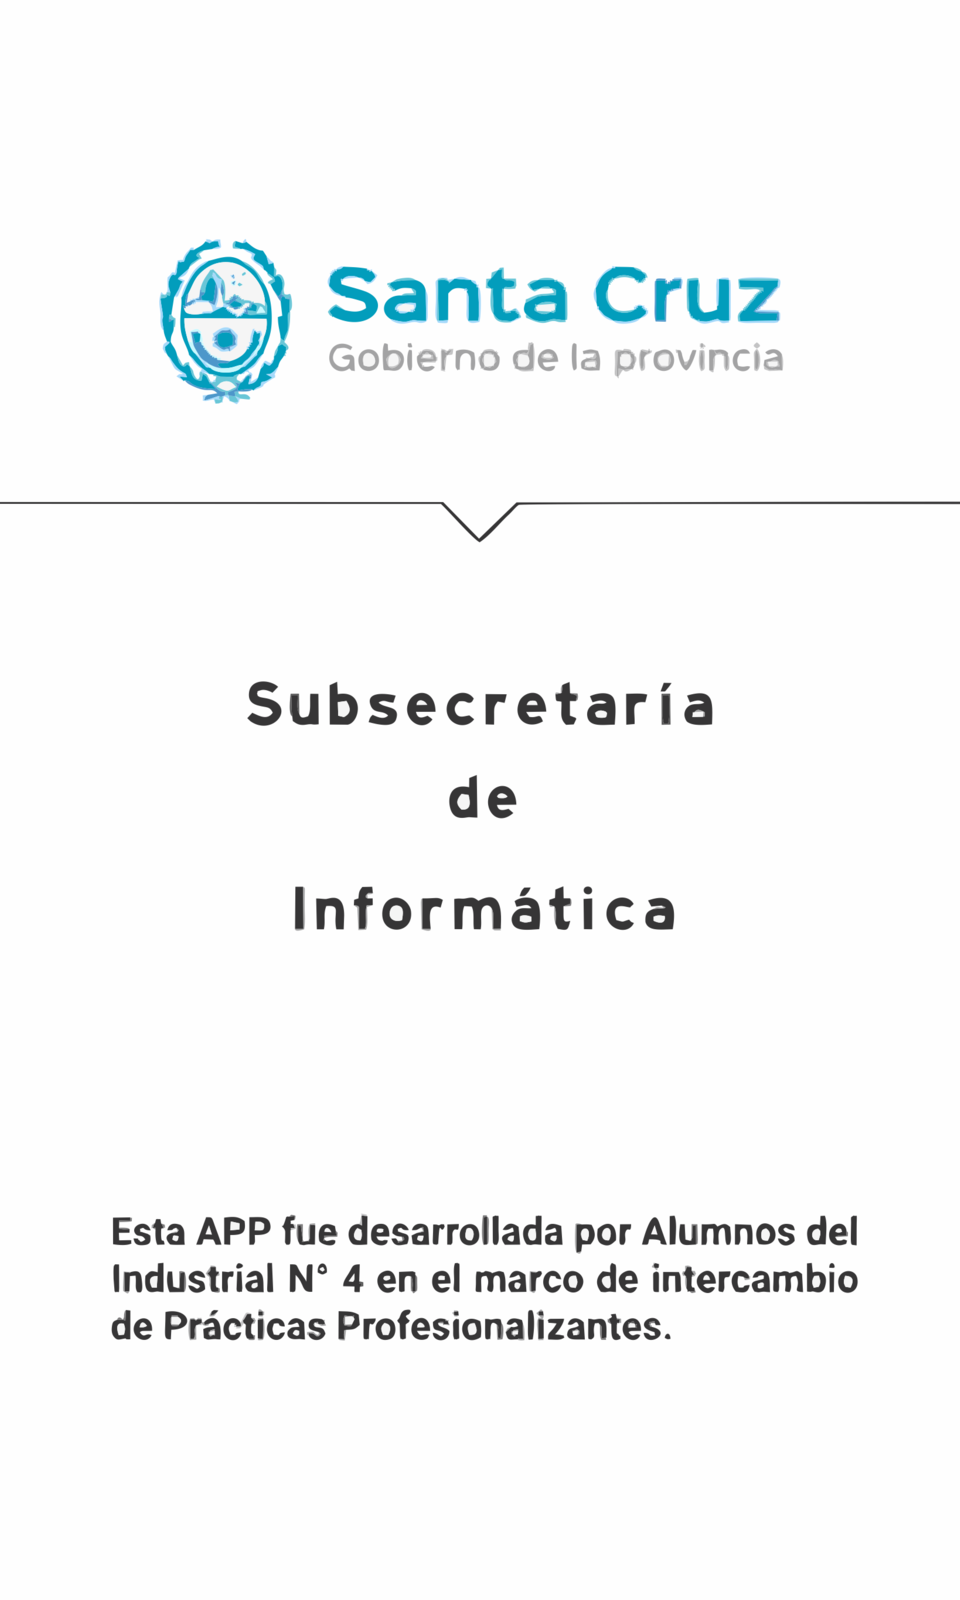 Santa Cruz
Gobierno de la provincia
Subsecretaría
de
Informática
Esta APP fue desarrollada por Alumnos del
Industrial N° 4 en el marco de intercambio
de Prácticas Profesionalizantes.